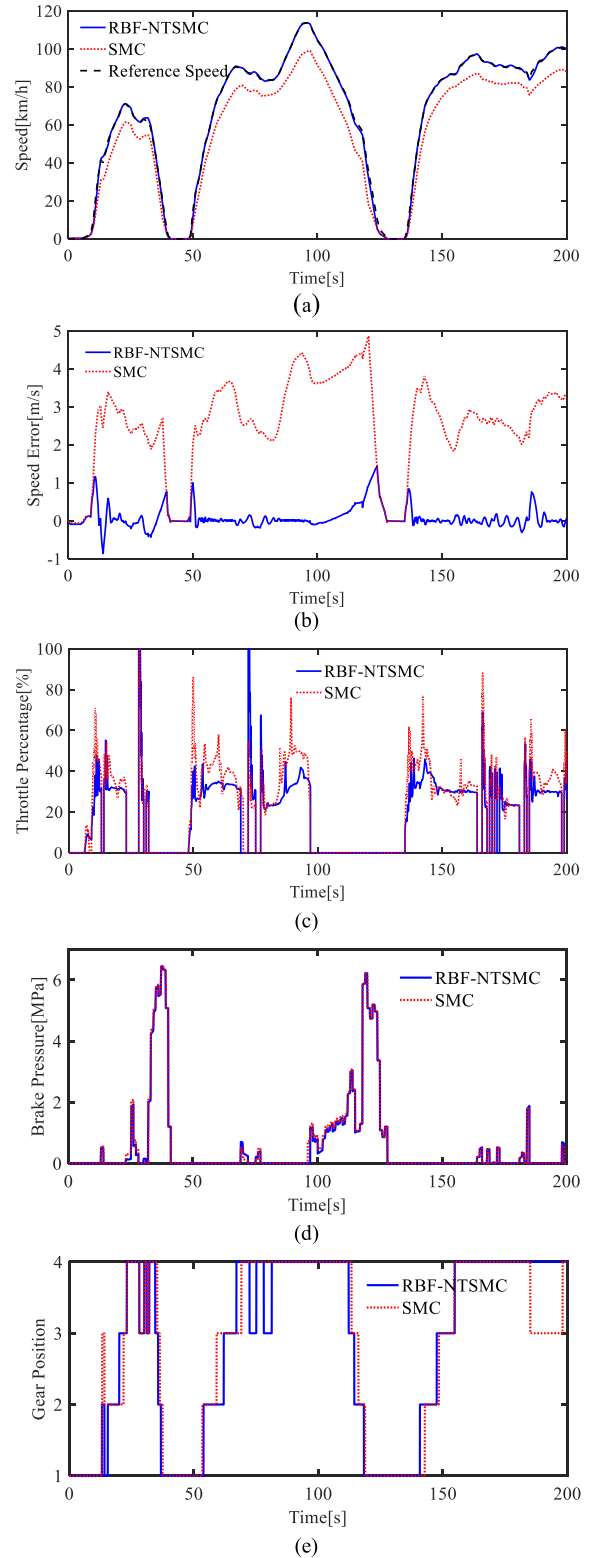 120
100
80
60
40
20
0
Speed[km/h]
RBF-NTSMC
SMC
Reference Speed
0
50
100
150
200
Time[s]
(a)
5
4
3
2
1
0
-1
Speed Error[m/s]
RBF-NTSMC
SMC
0
50
100
150
200
Time[s]
(b)
100
80
60
40
20
0
Throttle Percentage[%]
RBF-NTSMC
SMC
0
50
100
150
200
Time[s]
(c)
6
4
2
0
Brake Pressure[MPa]
RBF-NTSMC
SMC
0
50
100
150
200
Time[s]
(d)
4
3
2
1
Gear Position
RBF-NTSMC
SMC
0
50
100
150
200
Time[s]
(e)